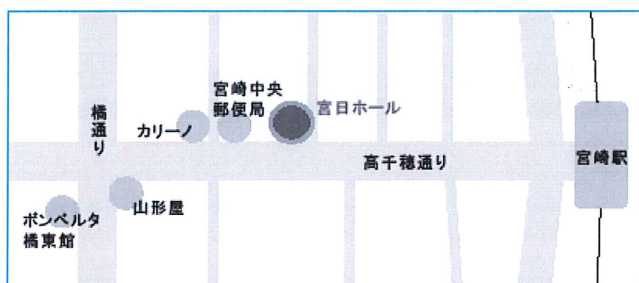 宮崎中央
郵便局
宮日ホール
カリーノ
橘通り
高千穂通り
宮崎駅
山形屋
ボンベルタ
橘東館